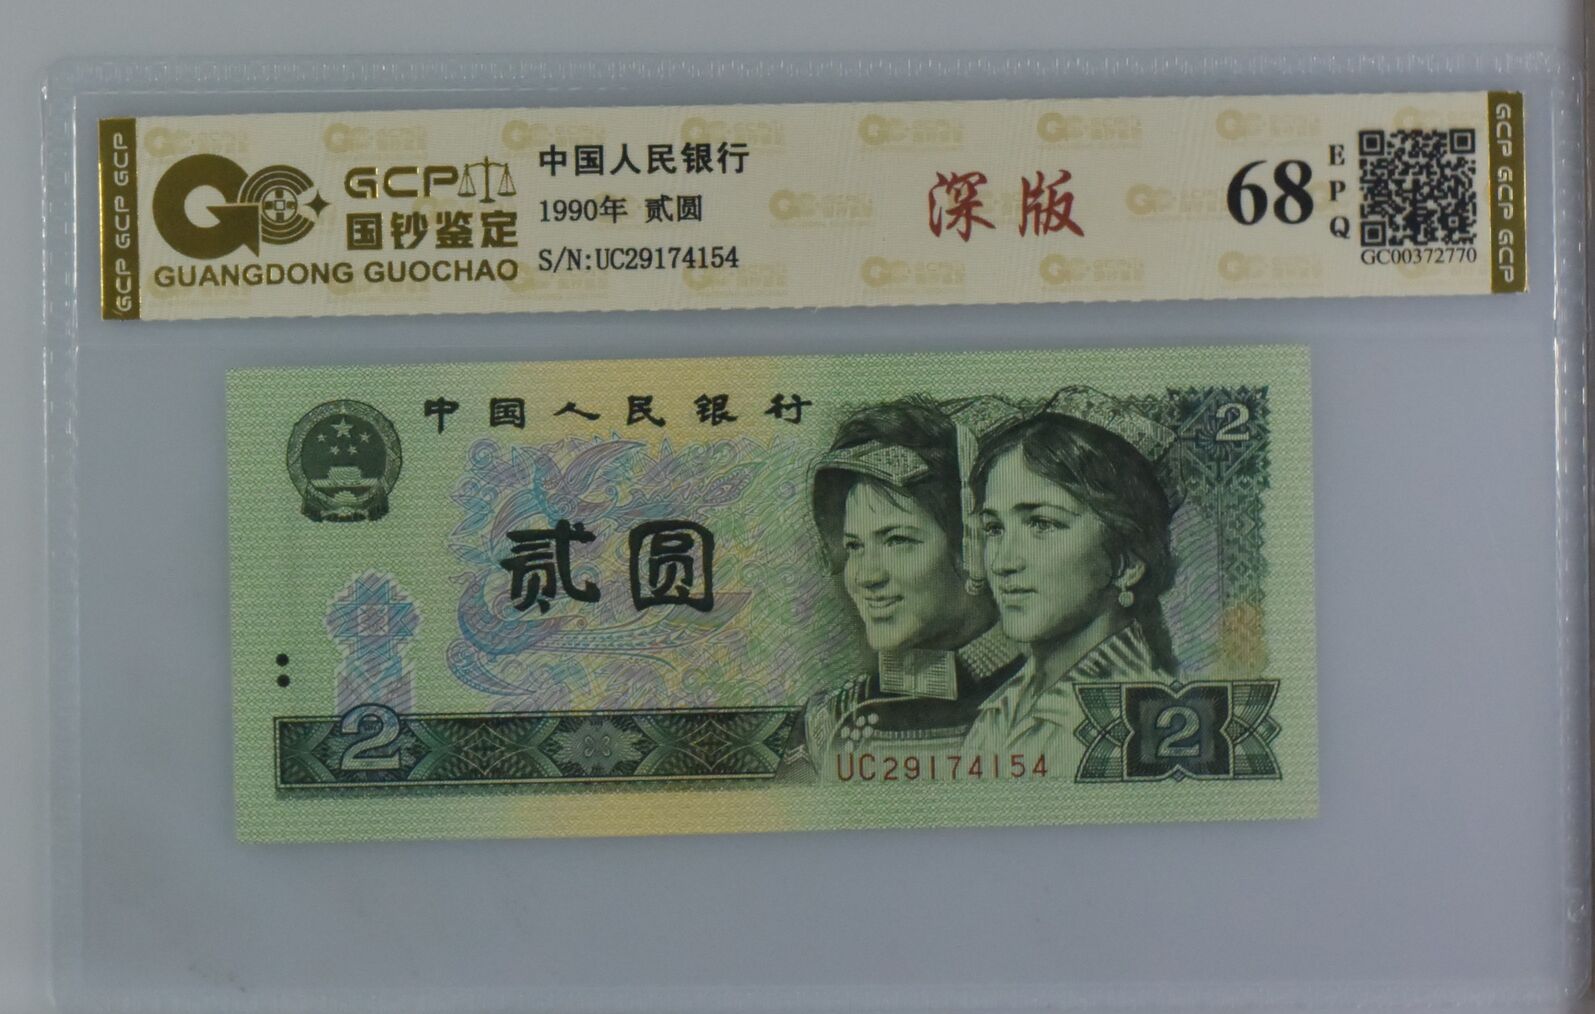 GCP GCP GCP
GCP
国钞鉴定
GUANGDONG GUOCHAO
中国人民银行
1990年 贰圆
S/N:UC29174154
深版
68
EPQ
GC00372770
GCP GCP GCP
中国人民银行
2
贰圆
2
UC29174154
2